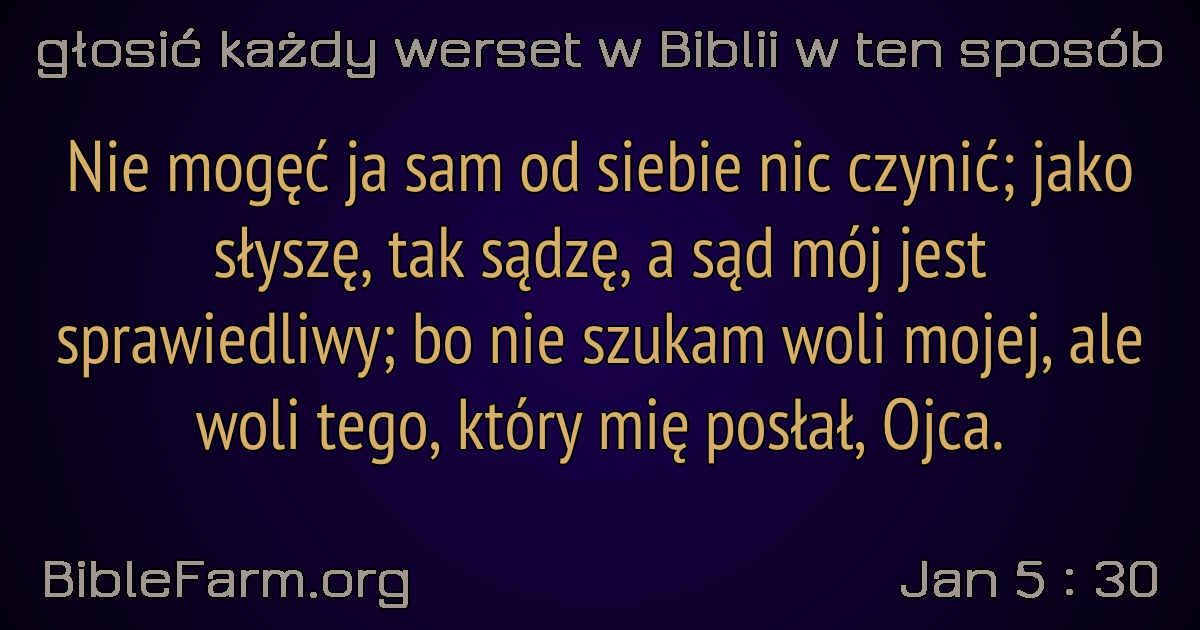 głosić każdy werset w Biblii w ten sposób
Nie mogęć ja sam od siebie nic czynić; jako
słyszę, tak sądzę, a sąd mój jest
sprawiedliwy; bo nie szukam woli mojej, ale
woli tego, który mię posłał, Ojca.
BibleFarm.org
Jan 5 : 30